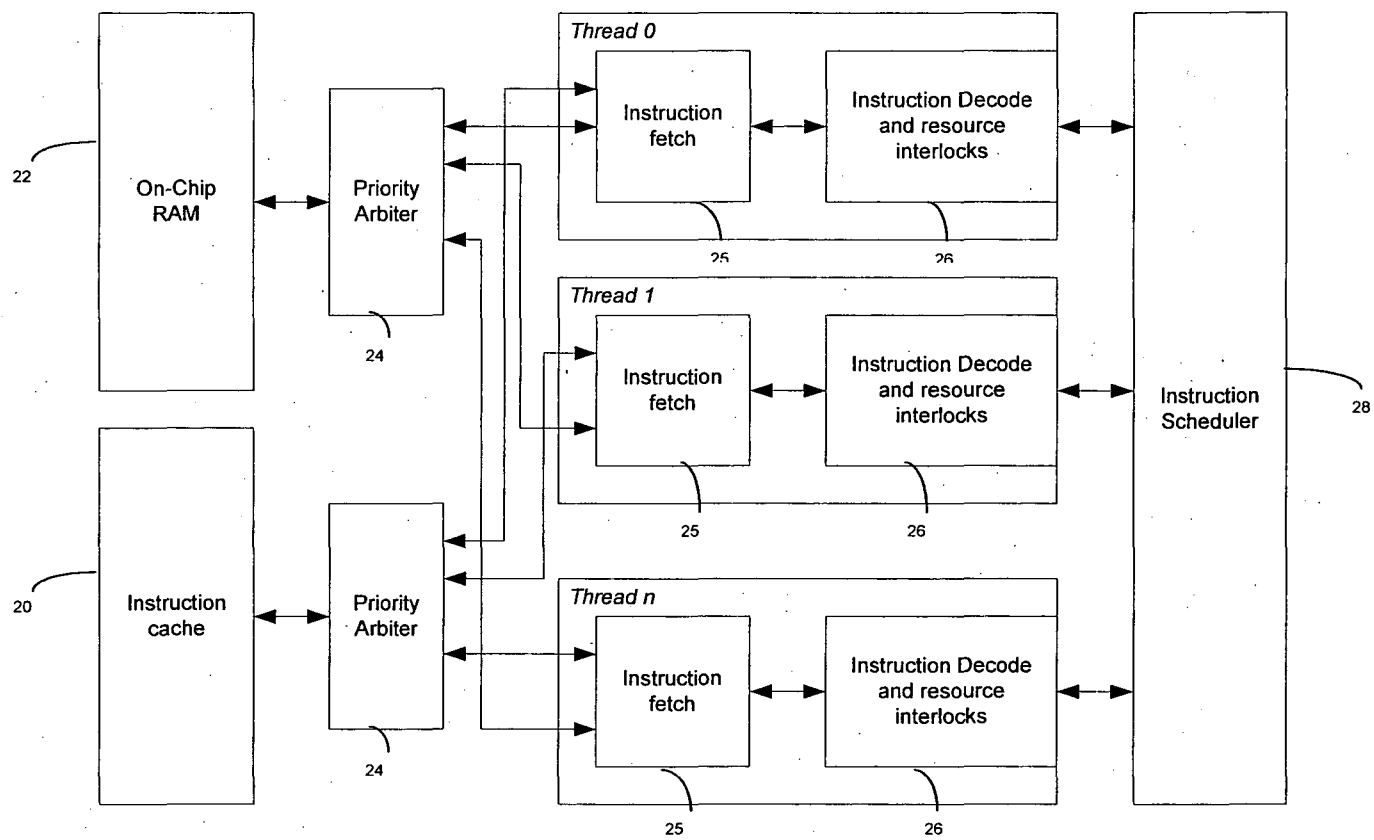 Thread 0
Instruction
fetch
Instruction Decode
and resource
interlocks
25
26
22
On-Chip
RAM
Priority
Arbiter
24
Thread 1
Instruction
fetch
Instruction Decode
and resource
interlocks
25
26
Instruction
Scheduler
28
20
Instruction
cache
Priority
Arbiter
24
Thread n
Instruction
fetch
Instruction Decode
and resource
interlocks
25
26